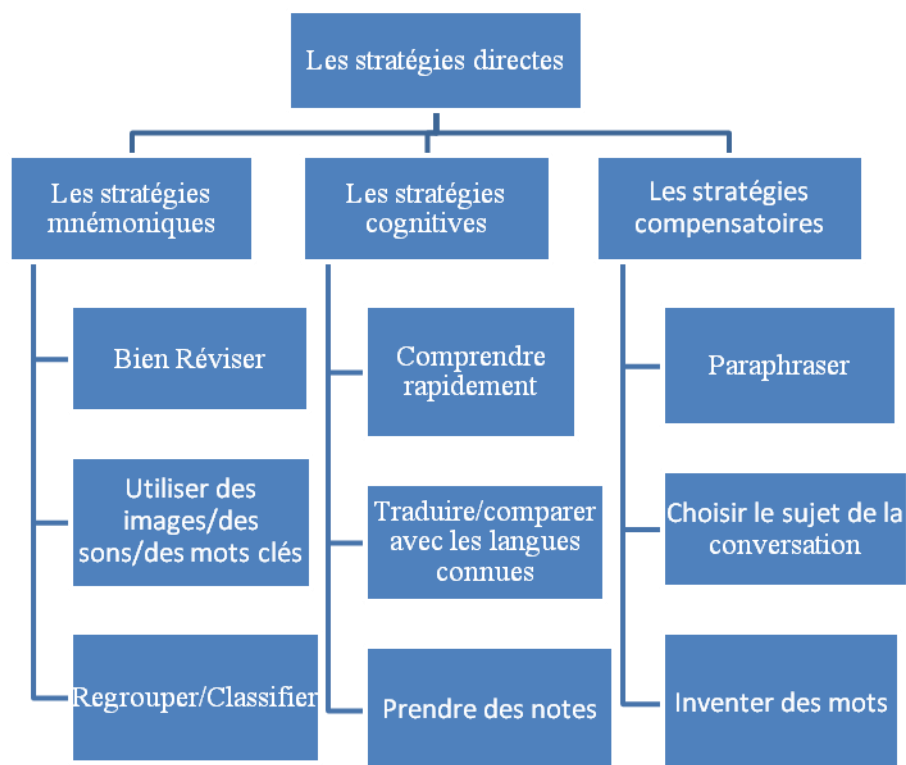 Les stratégies directes
Les stratégies
mnémoniques
Les stratégies
cognitives
Les stratégies
compensatoires
Bien Réviser
Utiliser des
images/des
sons/des mots clés
Regrouper/Classifier
Comprendre
rapidement
Traduire/comparer
avec les langues
connues
Prendre des notes
Paraphraser
Choisir le sujet de la
conversation
Inventer des mots